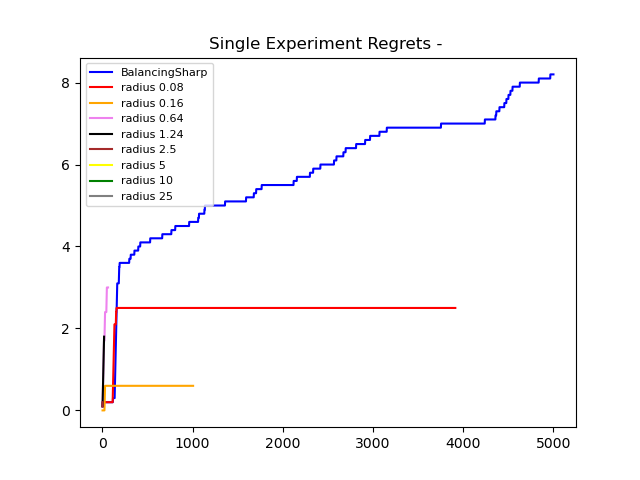 Single Experiment Regrets -
8
6
4
2
0
BalancingSharp
radius 0.08
radius 0.16
radius 0.64
radius 1.24
radius 2.5
radius 5
radius 10
radius 25
0 1000 2000 3000 4000 5000